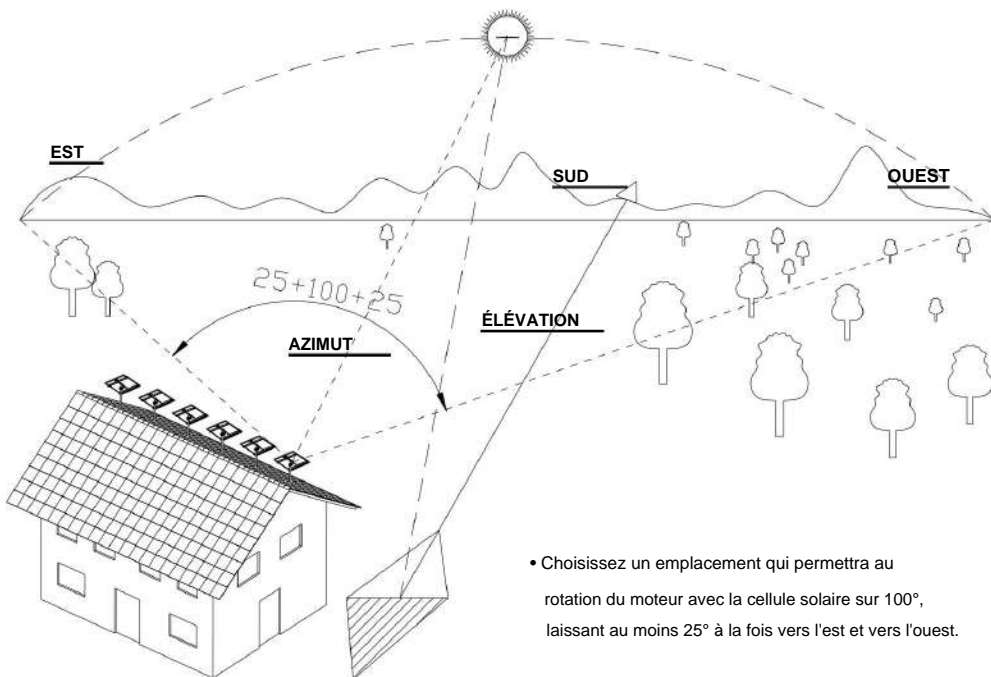 EST
SUD
OUEST
25+100+25
ÉLÉVATION
AZIMUT
• Choisissez un emplacement qui permettra au
rotation du moteur avec la cellule solaire sur 100°,
laissant au moins 25° à la fois vers l'est et vers l'ouest.